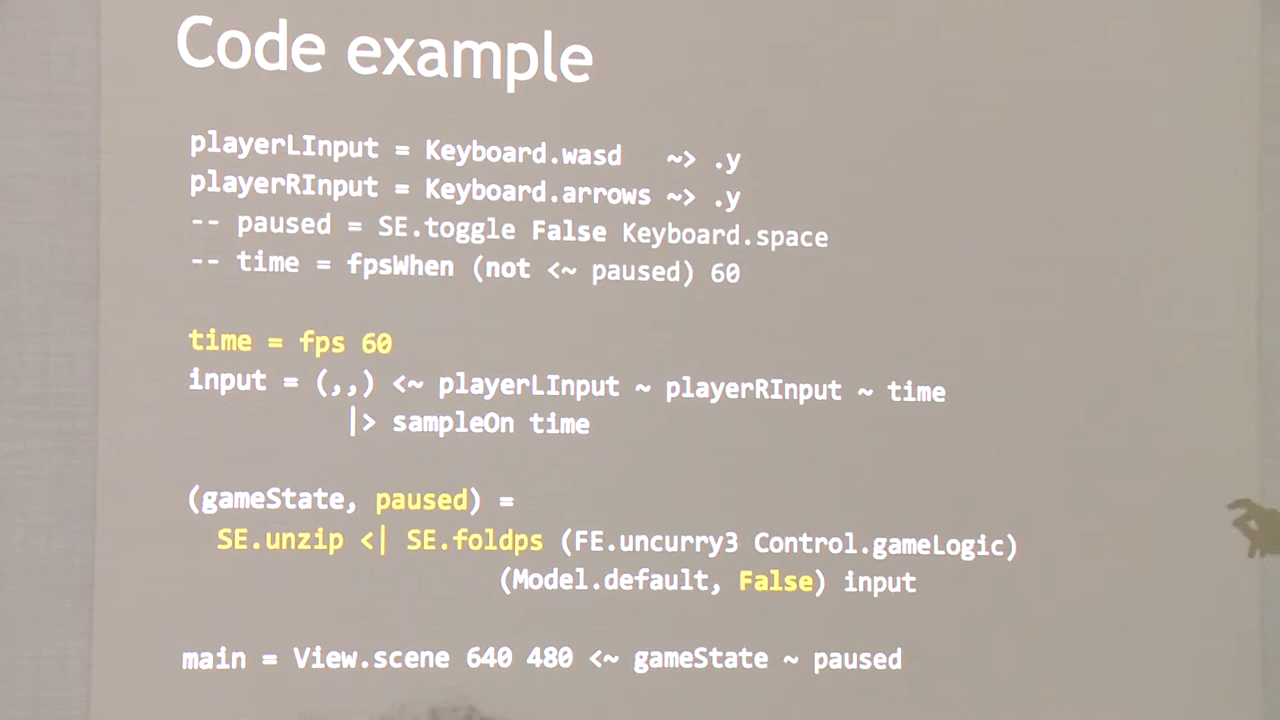 Code example
playerLInput = Keyboard.wasd ~> .y
playerRInput = Keyboard.arrows ~> .y
-- paused = SE.toggle False Keyboard.space
-- time = fpsWhen (not <~ paused) 60
time = fps 60
input = (,,) <~ playerLInput ~ playerRInput ~ time
|> sampleOn time
(gameState, paused) =
SE.unzip <| SE.foldps (FE.uncurry3 Control.gameLogic)
(Model.default, False) input
main = View.scene 640 480 <~ gameState ~ paused